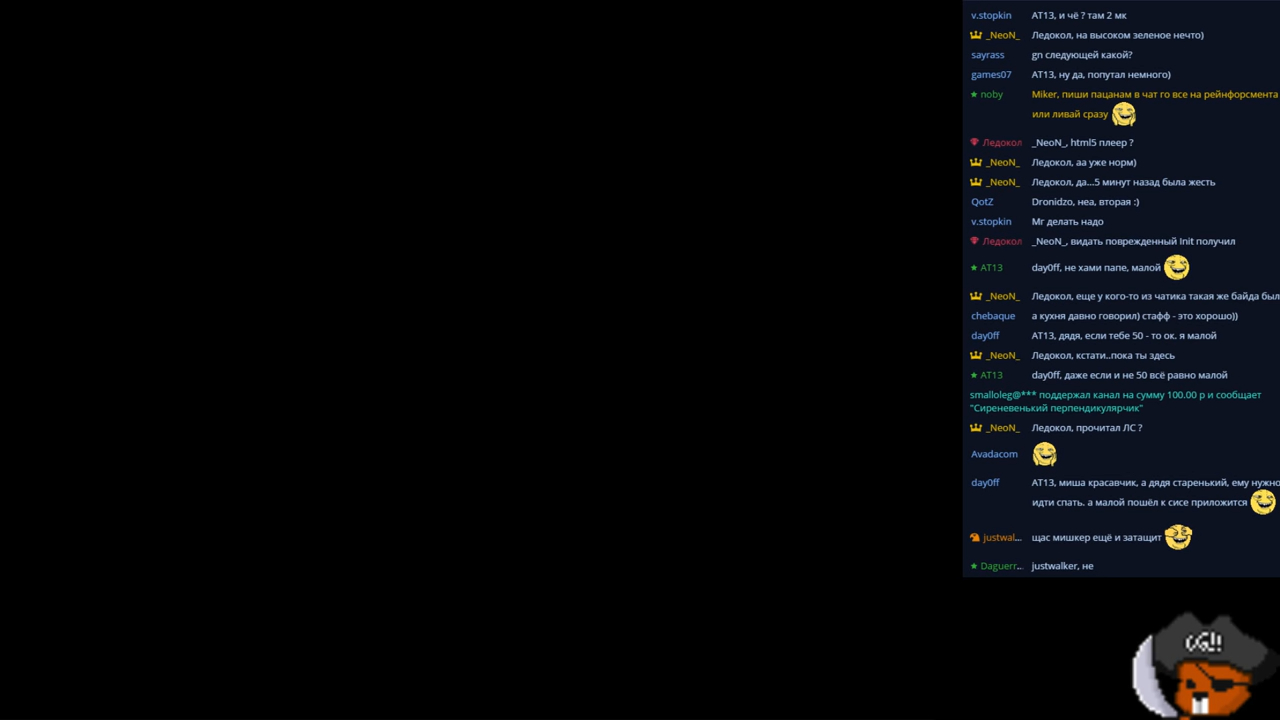 v.stopkin AT13, и чё ? там 2 мк
_NeoN_ Ледокол, на высоком зеленое нечто)
sayrass gn следующей какой?
games07 AT13, ну да, попутал немного)
noby Miker, пиши пацанам в чат го все на рейнфорсмента
или ливай сразу
Ледокол _NeoN_, html5 плеер ?
_NeoN_ Ледокол, аа уже норм)
_NeoN_ Ледокол, да...5 минут назад была жесть
QotZ Dronidzo, неа, вторая :)
v.stopkin Мг делать надо
Ледокол _NeoN_, видать поврежденный Init получил
AT13 day0ff, не хами папе, малой
_NeoN_ Ледокол, еще у кого-то из чатика такая же байда был
chebaque а кухня давно говорил) стафф - это хорошо))
day0ff AT13, дядя, если тебе 50 - то ок. я малой
_NeoN_ Ледокол, кстати..пока ты здесь
AT13 day0ff, даже если и не 50 всё равно малой
smalloleg@*** поддержал канал на сумму 100.00 р и сообщает
"Сиреневенький перпендикулярчик"
_NeoN_ Ледокол, прочитал ЛС ?
Avadacom
day0ff AT13, миша красавчик, а дядя старенький, ему нужно
идти спать. а малой пошёл к сисе приложится
justwal... щас мишкер ещё и затащит
Daguerr... justwalker, не
CG!!